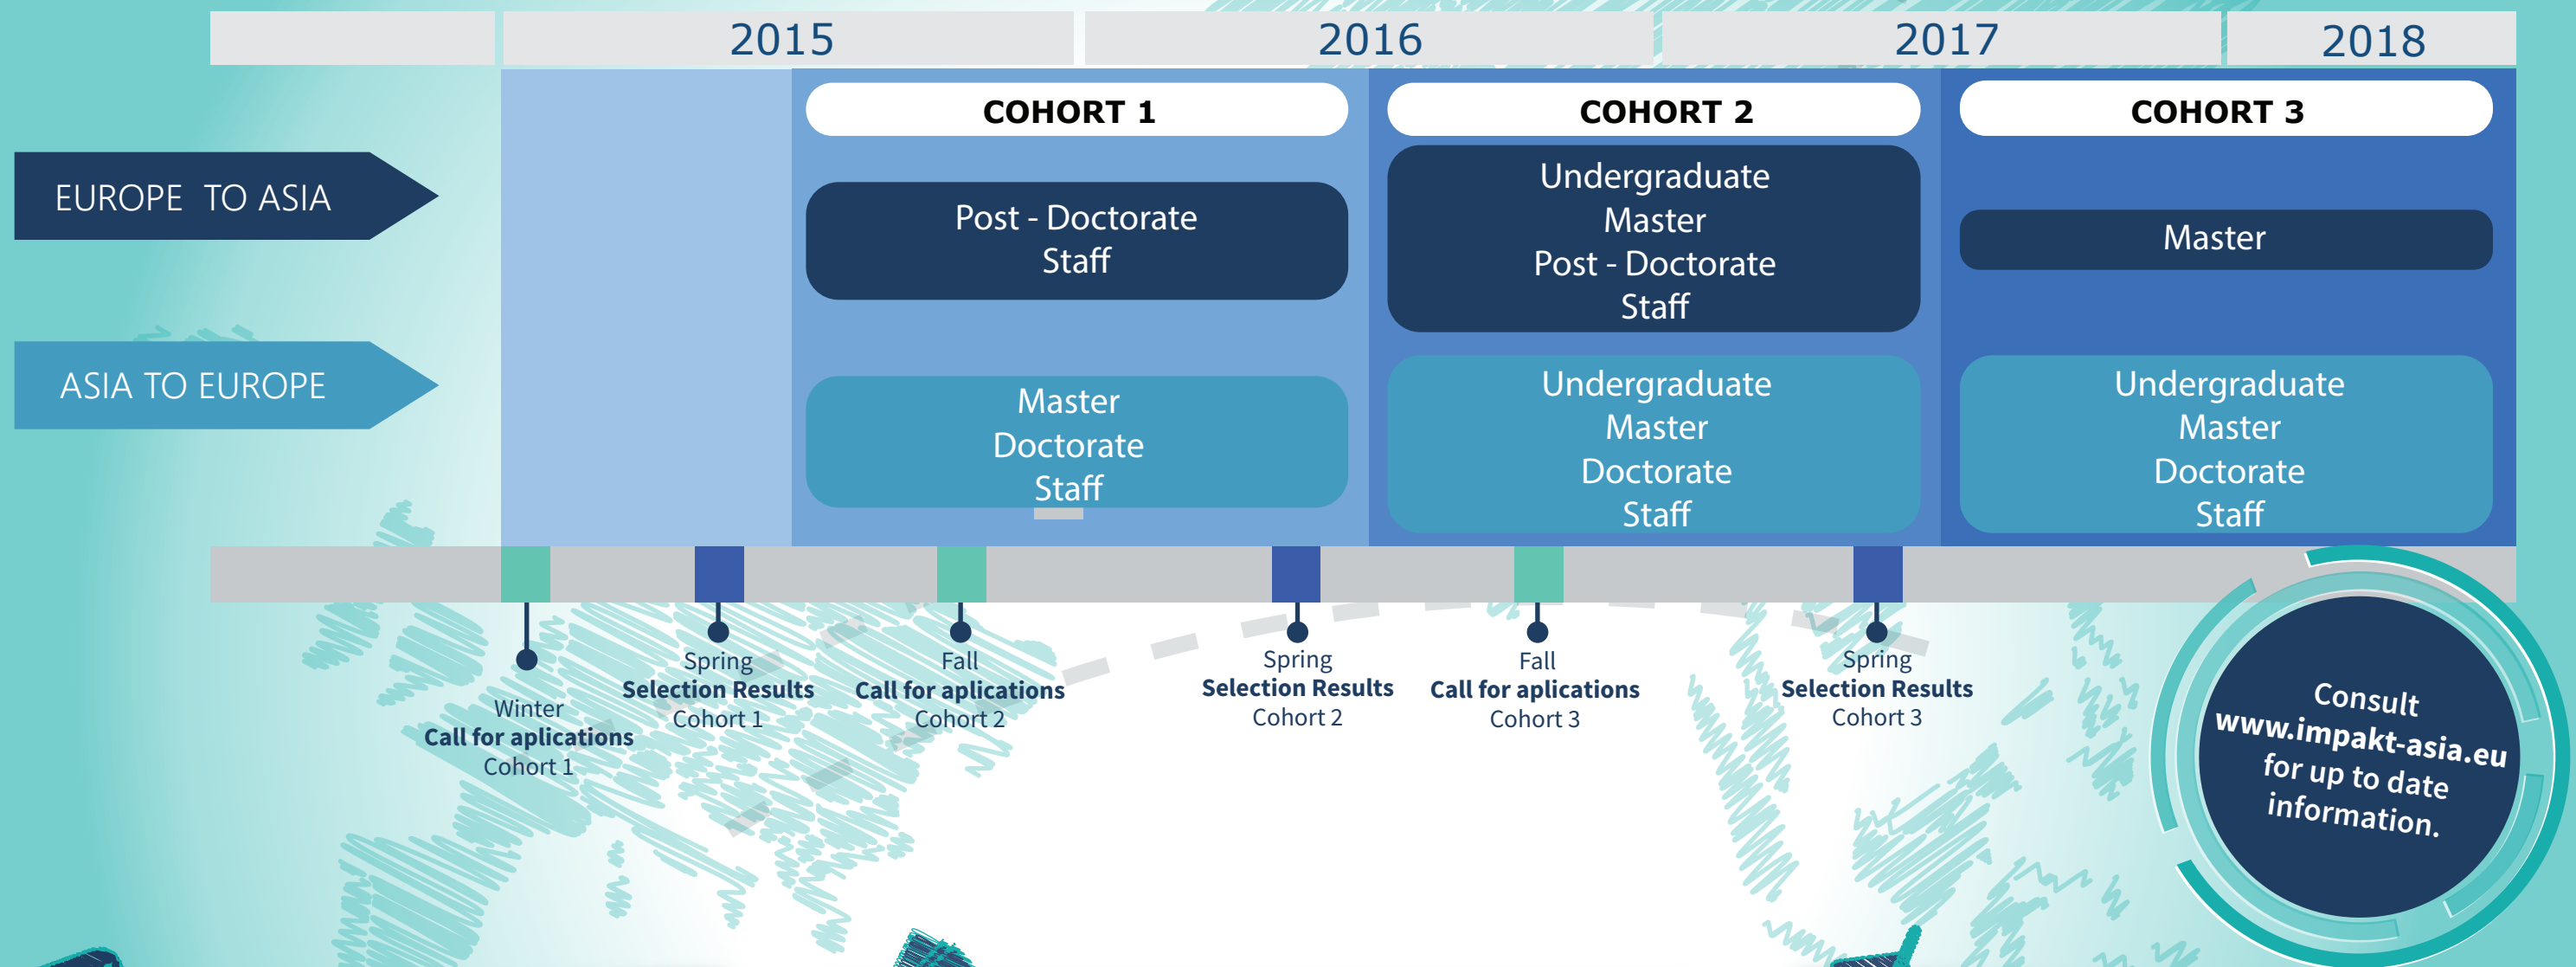 2015
2016
2017
2018
COHORT 1
COHORT 2
COHORT 3
EUROPE TO ASIA
Post - Doctorate
Staff
Undergraduate
Master
Post - Doctorate
Staff
Master
ASIA TO EUROPE
Master
Doctorate
Staff
Undergraduate
Master
Doctorate
Staff
Undergraduate
Master
Doctorate
Staff
Winter
Call for aplications
Cohort 1
Spring
Selection Results
Cohort 1
Fall
Call for aplications
Cohort 2
Spring
Selection Results
Cohort 2
Fall
Call for aplications
Cohort 3
Spring
Selection Results
Cohort 3
Consult
www.impakt-asia.eu
for up to date
information.